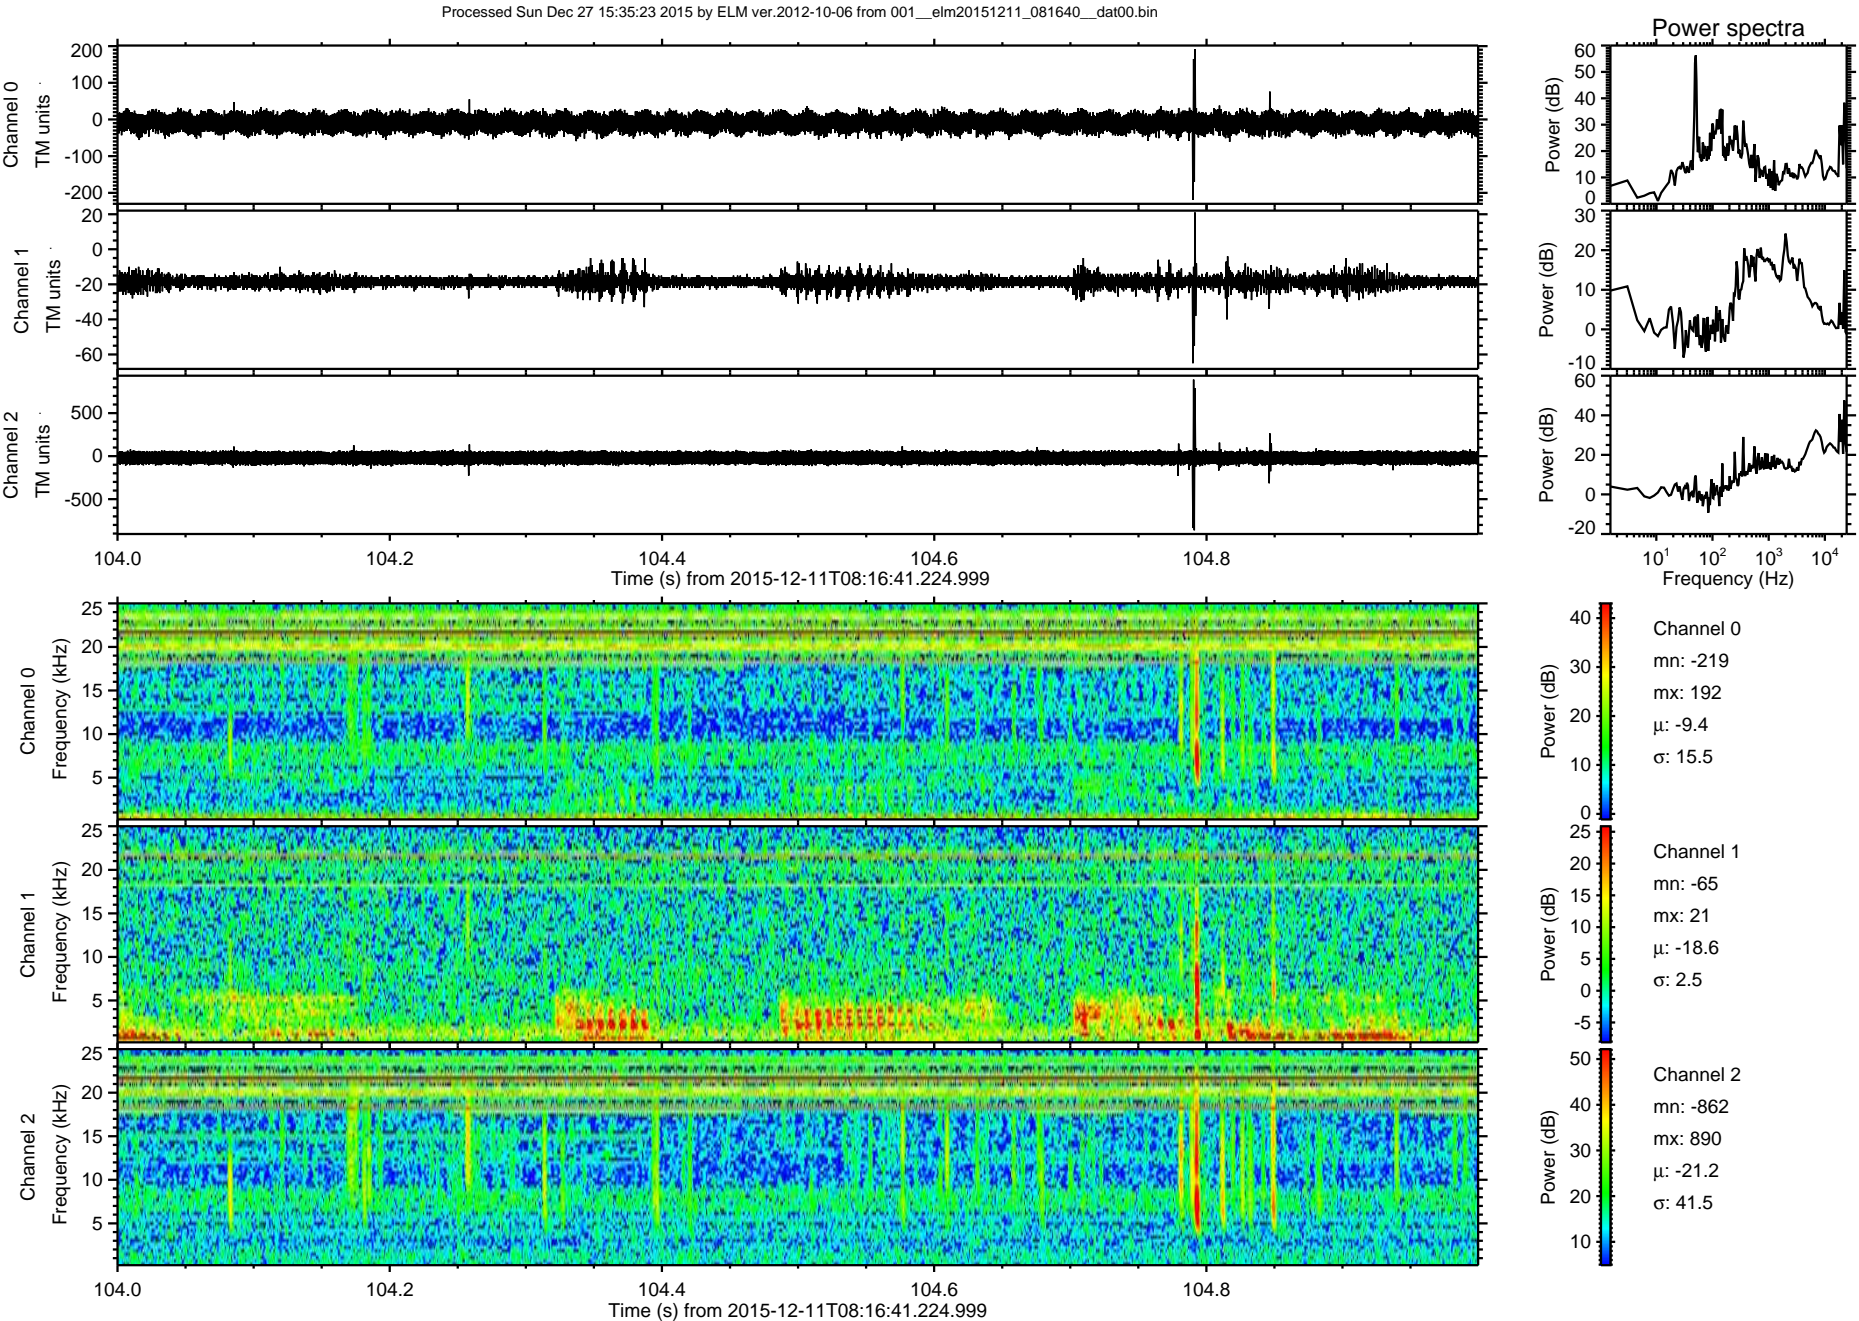 Processed Sun Dec 27 15:35:23 2015 by ELM ver.2012-10-06 from 001__elm20151211_081640__dat00.bin
Power spectra
Channel 0
TM units
200
100
0
-100
-200
Power (dB)
60
50
40
30
20
10
0
Channel 1
TM units
20
0
-20
-40
-60
Power (dB)
30
20
10
0
-10
Channel 2
TM units
500
0
-500
Power (dB)
60
40
20
0
-20
104.0 104.2 104.4 104.6 104.8
Time (s) from 2015-12-11T08:16:41.224.999
10¹ 10² 10³ 10⁴
Frequency (Hz)
Channel 0
Frequency (kHz)
25
20
15
10
5
Power (dB)
40
30
20
10
0
Channel 0
mn: -219
mx: 192
μ: -9.4
σ: 15.5
Channel 1
Frequency (kHz)
25
20
15
10
5
Power (dB)
25
20
15
10
5
0
-5
Channel 1
mn: -65
mx: 21
μ: -18.6
σ: 2.5
Channel 2
Frequency (kHz)
25
20
15
10
5
Power (dB)
50
40
30
20
10
Channel 2
mn: -862
mx: 890
μ: -21.2
σ: 41.5
104.0 104.2 104.4 104.6 104.8
Time (s) from 2015-12-11T08:16:41.224.999